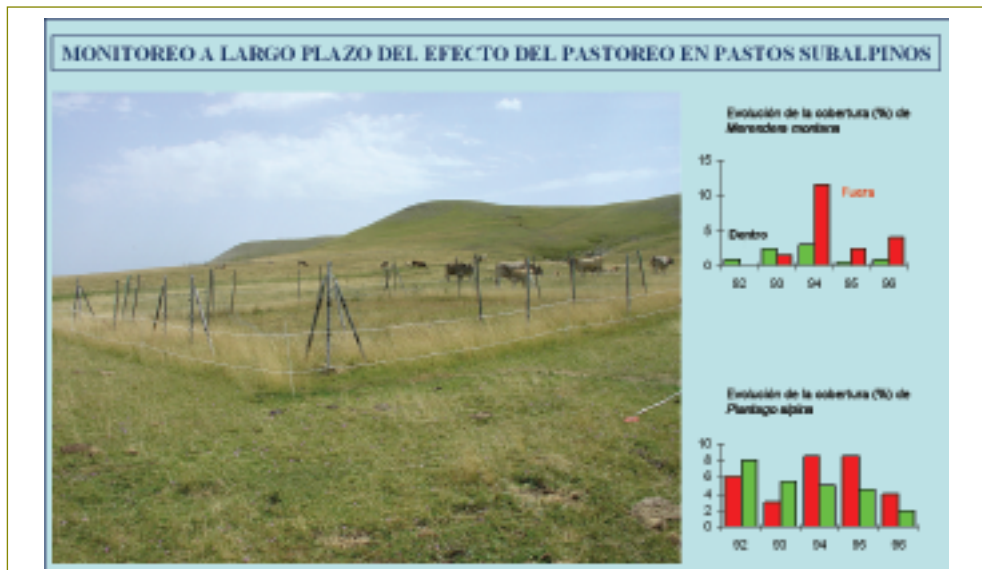 MONITOREO A LARGO PLAZO DEL EFECTO DEL PASTOREO EN PASTOS SUBALPINOS
Evolución de la cobertura (%) de
Merendera montana
15
10
5
0
Dentro
Fuera
92 93 94 95 96
Evolución de la cobertura (%) de
Plantago alpina
10
8
6
4
2
0
92 93 94 95 96